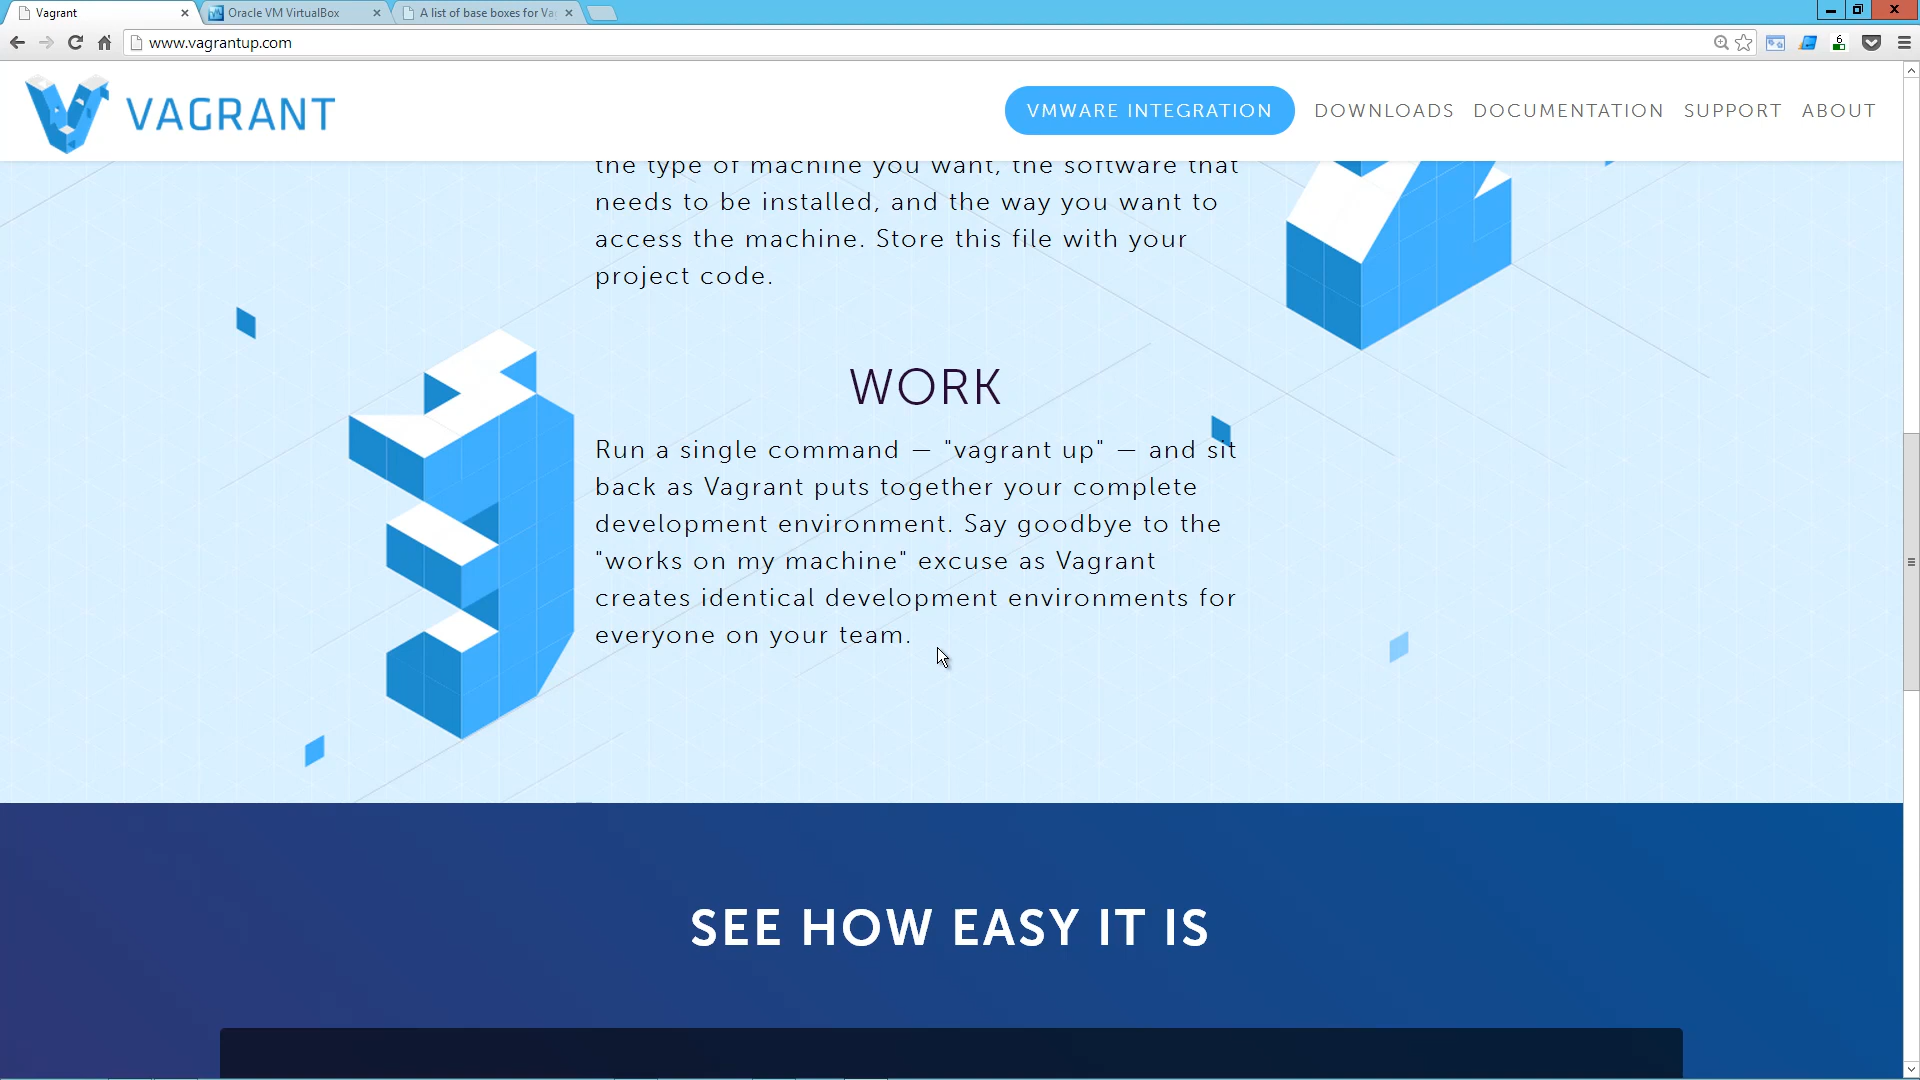 Vagrant
Oracle VM VirtualBox
A list of base boxes for Va
www.vagrantup.com
6
VAGRANT
VMWARE INTEGRATION
DOWNLOADS
DOCUMENTATION
SUPPORT
ABOUT
the type of machine you want, the software that
needs to be installed, and the way you want to
access the machine. Store this file with your
project code.
WORK
Run a single command — "vagrant up" — and sit
back as Vagrant puts together your complete
development environment. Say goodbye to the
"works on my machine" excuse as Vagrant
creates identical development environments for
everyone on your team.
SEE HOW EASY IT IS